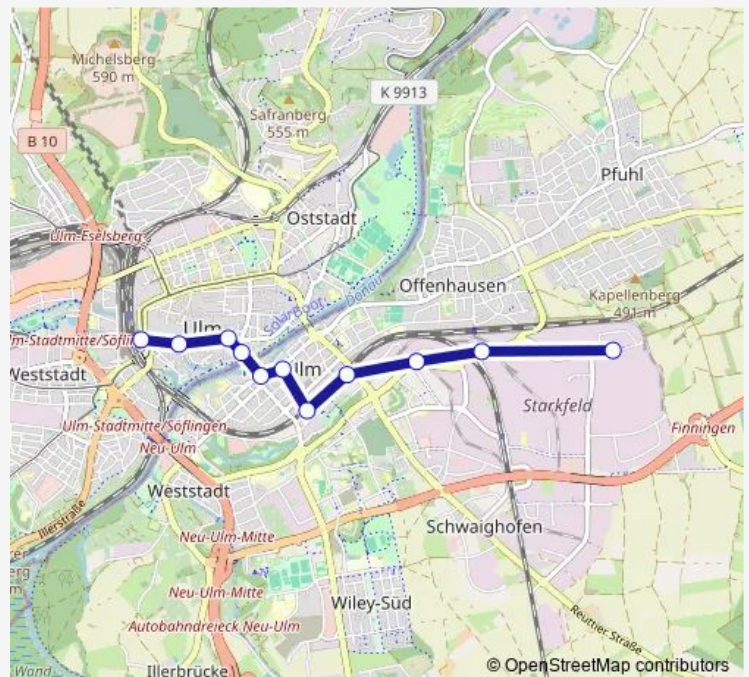 Michelsberg
590 m
Safranberg
555 m
K 9913
B 10
Pfuhl
Oststadt
Ulm-Eselsberg
Offenhausen
Kapellenberg
491 m
SolarBoot
Donau
Ulm
lm-Stadtmitte/Söfli
Ulm
Weststadt
Starkfeld
Ulm-Stadtmitte/Söflingen
Neu-Ulm
Finningen
Weststadt
Illerstraße
Schwaighofen
Neu-Ulm-Mitte
Neu-Ulm-Mitte
Wiley-Süd
Reuttier Straße
Autobahndreieck Neu-Ulm
Illerbrücke
Wand
© OpenStreetMap contributors